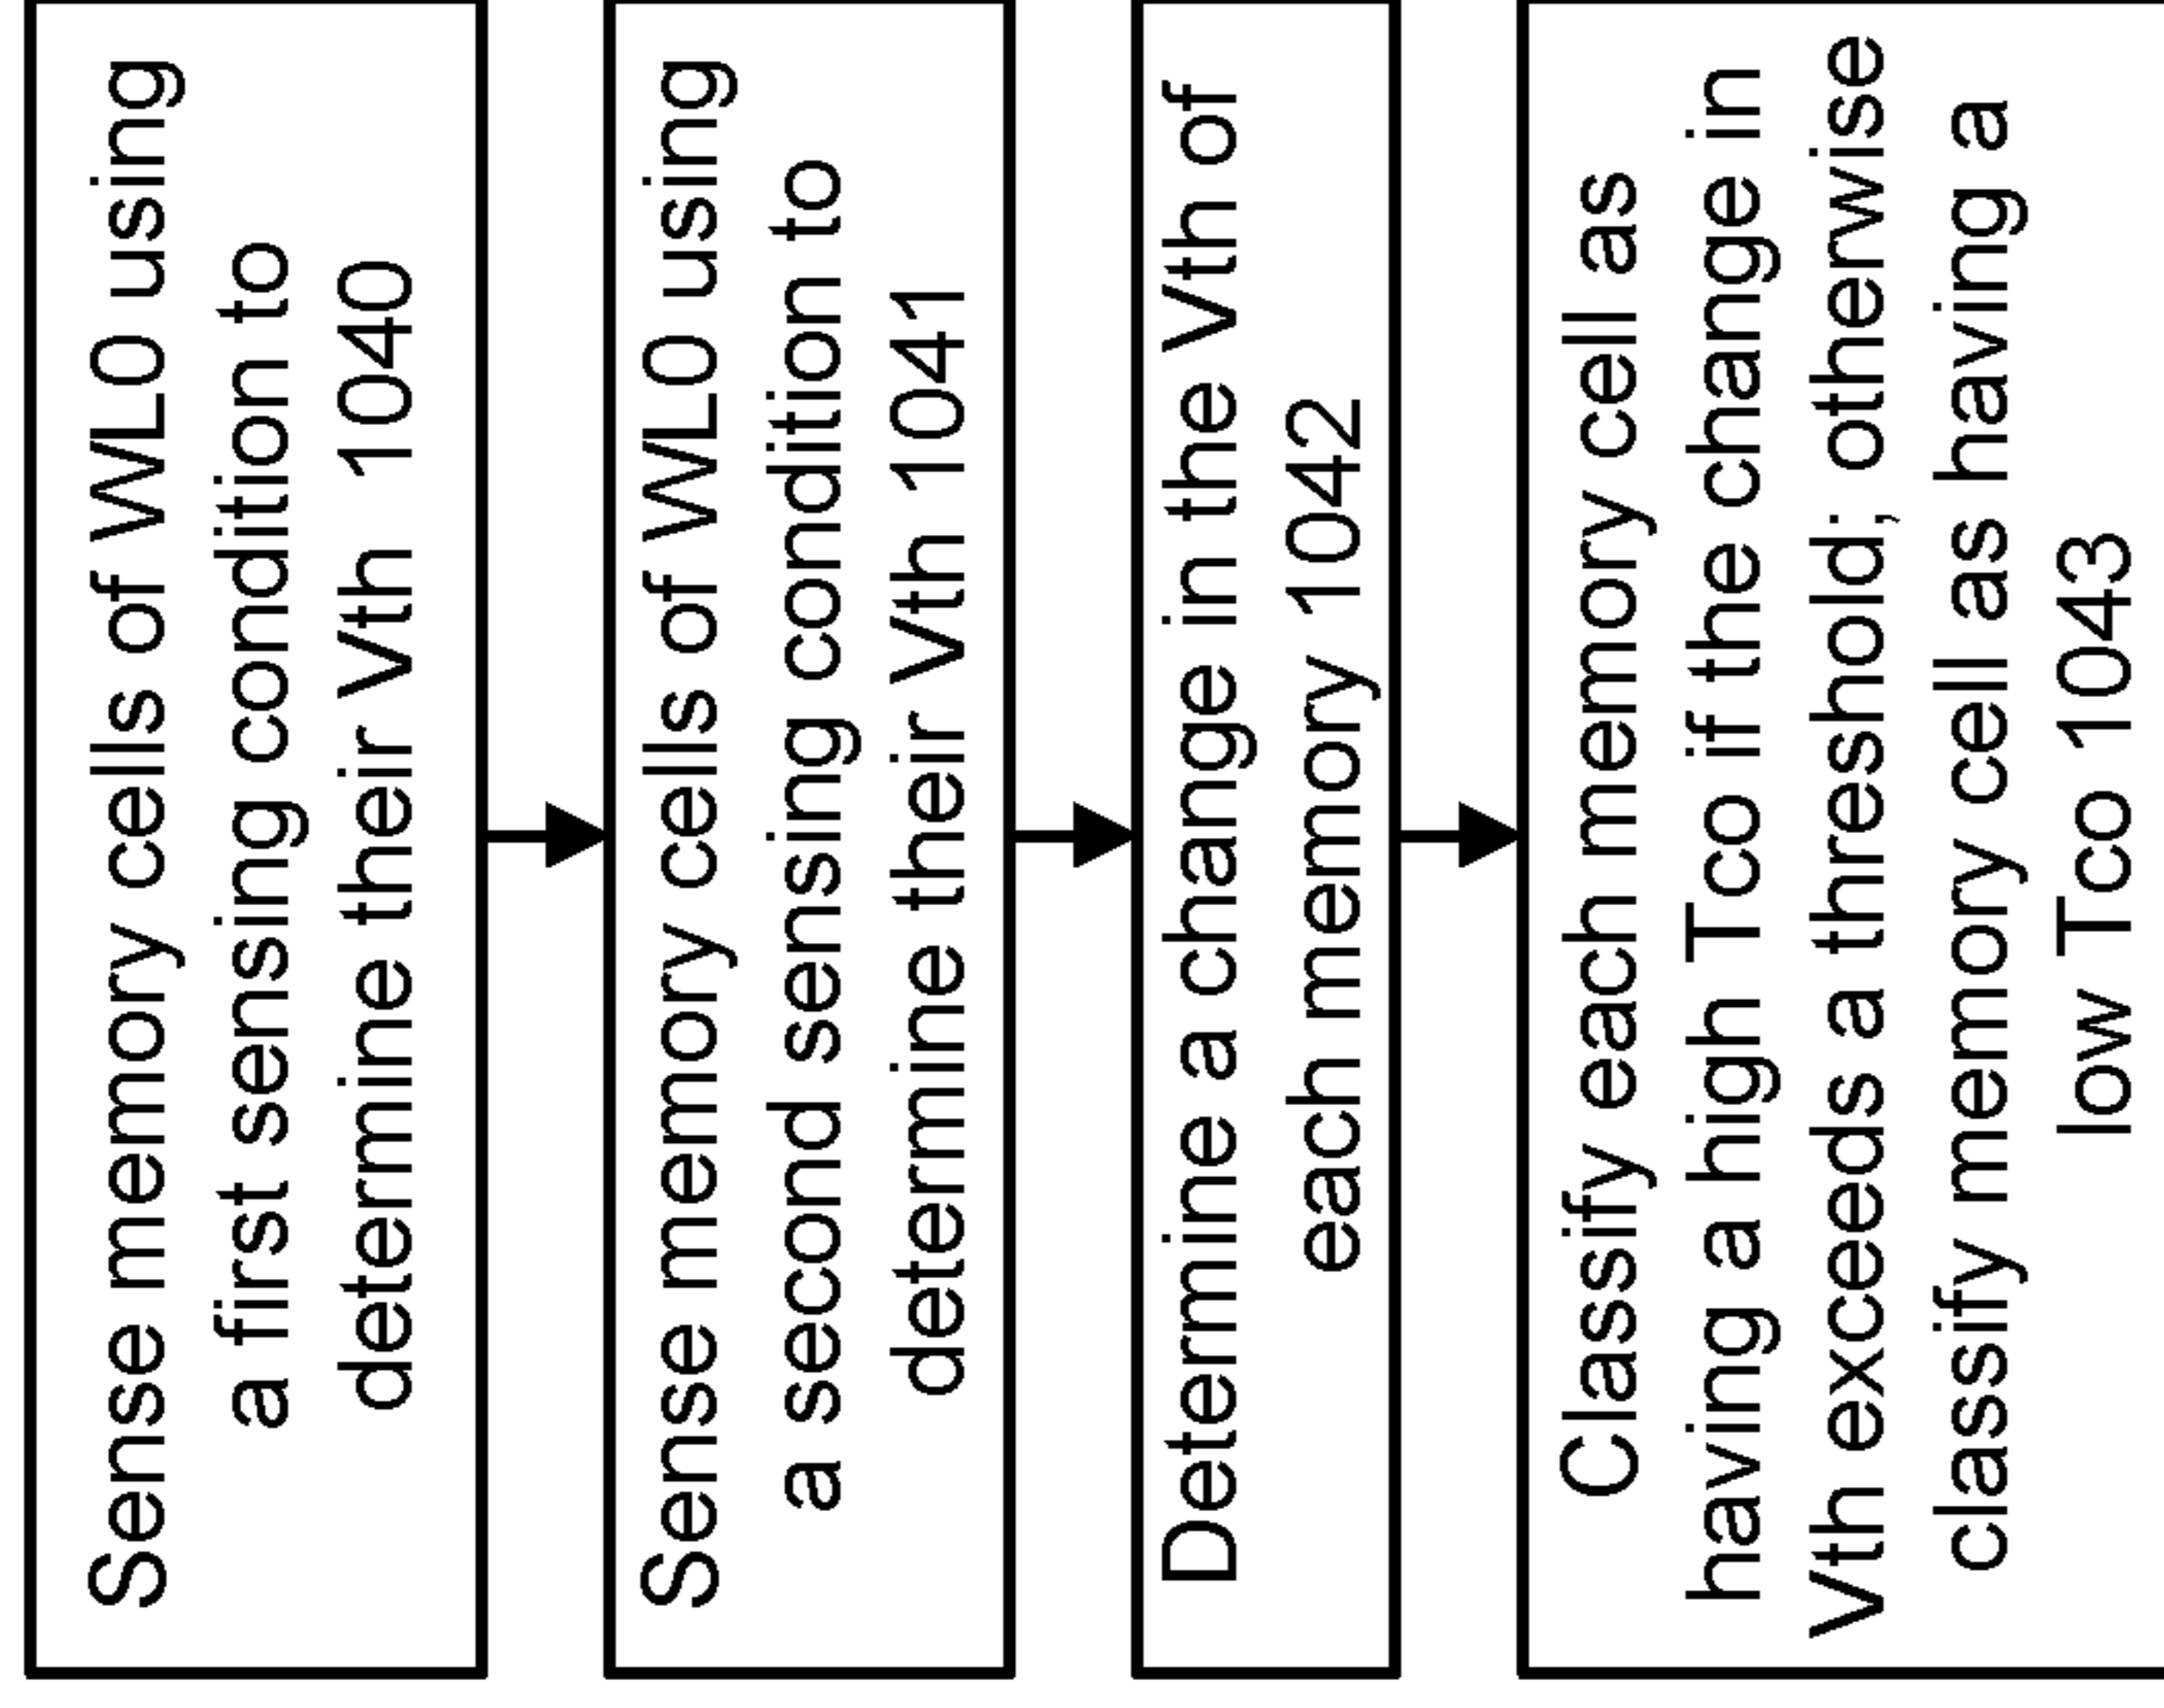 Sense memory cells of WL0 using
a first sensing condition to
determine their Vth 1040
Sense memory cells of WL0 using
a second sensing condition to
determine their Vth 1041
Determine a change in the Vth of
each memory 1042
Classify each memory cell as
having a high Tco if the change in
Vth exceeds a threshold; otherwise
classify memory cell as having a
low Tco 1043